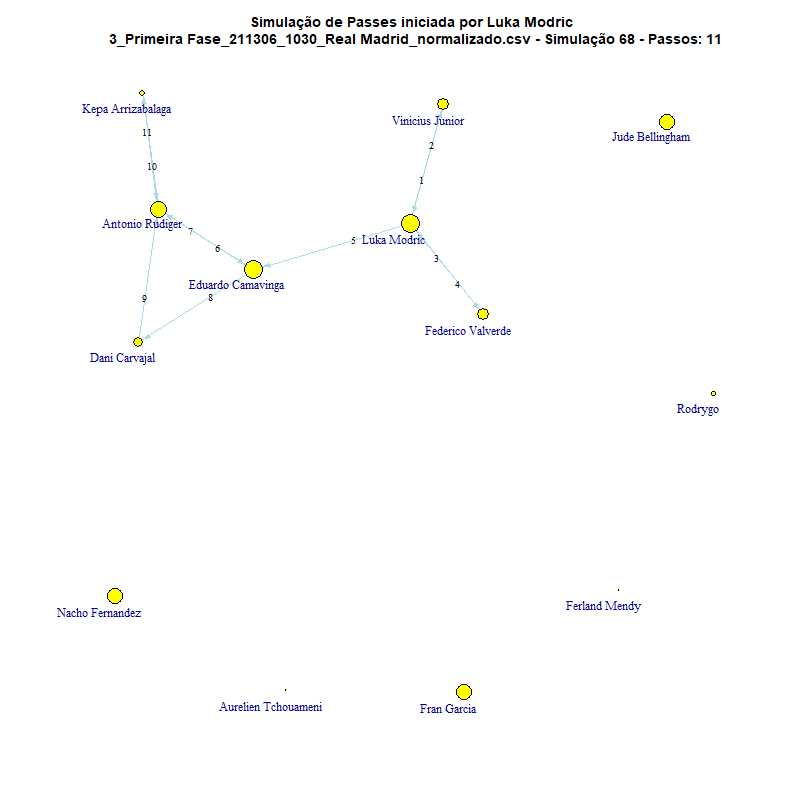 Simulação de Passes iniciada por Luka Modric
3_Primeira Fase_211306_1030_Real Madrid_normalizado.csv - Simulação 68 - Passos: 11
Kepa Arrizabalaga
Vinicius Junior
Jude Bellingham
11
2
10
1
Antonio Rudiger
7
6
5
Luka Modric
3
4
Eduardo Camavinga
9
8
Federico Valverde
Dani Carvajal
Rodrygo
Nacho Fernandez
Ferland Mendy
Aurelien Tchouameni
Fran Garcia